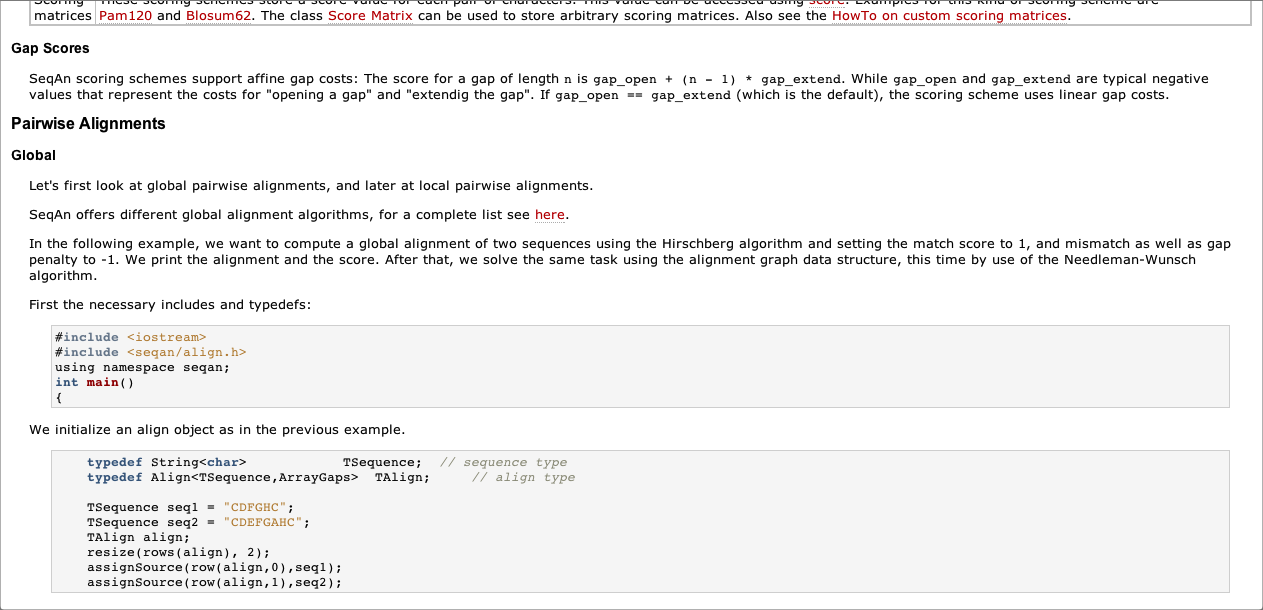 Scoring These scoring schemes store a score value for each pair of characters. This value can be accessed using score. Examples for this kind of scoring scheme are
matrices Pam120 and Blosum62. The class Score Matrix can be used to store arbitrary scoring matrices. Also see the HowTo on custom scoring matrices.
Gap Scores
SeqAn scoring schemes support affine gap costs: The score for a gap of length n is gap_open + (n - 1) * gap_extend. While gap_open and gap_extend are typical negative
values that represent the costs for "opening a gap" and "extendig the gap". If gap_open == gap_extend (which is the default), the scoring scheme uses linear gap costs.
Pairwise Alignments
Global
Let's first look at global pairwise alignments, and later at local pairwise alignments.
SeqAn offers different global alignment algorithms, for a complete list see here.
In the following example, we want to compute a global alignment of two sequences using the Hirschberg algorithm and setting the match score to 1, and mismatch as well as gap
penalty to -1. We print the alignment and the score. After that, we solve the same task using the alignment graph data structure, this time by use of the Needleman-Wunsch
algorithm.
First the necessary includes and typedefs:
#include <iostream>
#include <seqan/align.h>
using namespace seqan;
int main()
{
We initialize an align object as in the previous example.
typedef String<char> TSequence; // sequence type
typedef Align<TSequence,ArrayGaps> TAlign; // align type
TSequence seq1 = "CDFGHC";
TSequence seq2 = "CDEFGAHC";
TAlign align;
resize(rows(align), 2);
assignSource(row(align,0),seq1);
assignSource(row(align,1),seq2);